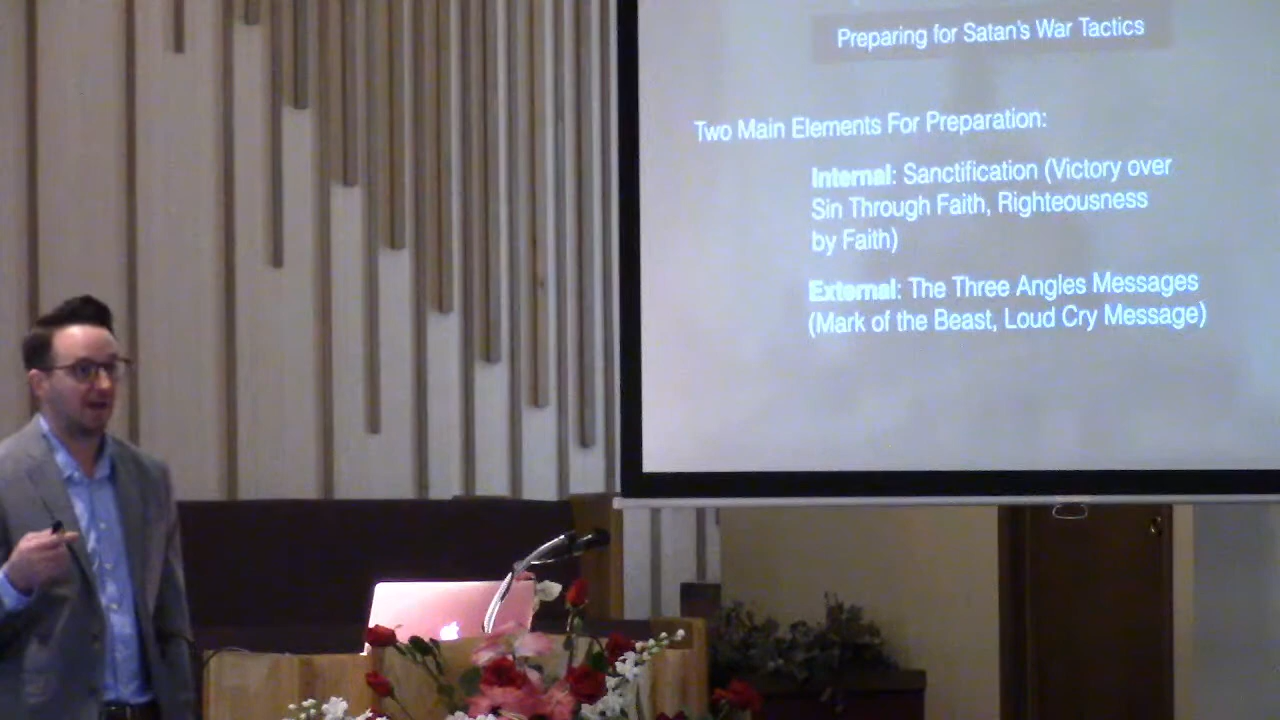 Preparing for Satan's War Tactics
Two Main Elements For Preparation:
Internal: Sanctification (Victory over
Sin Through Faith, Righteousness
by Faith)
External: The Three Angles Messages
(Mark of the Beast, Loud Cry Message)